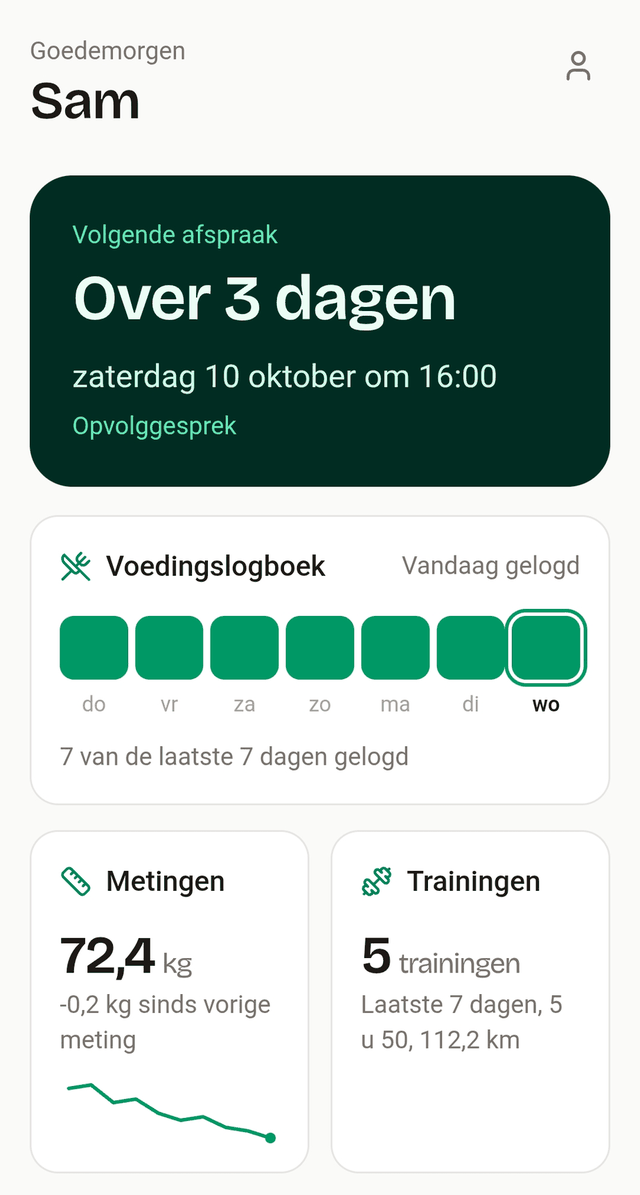 Goedemorgen
Sam
Volgende afspraak
Over 3 dagen
zaterdag 10 oktober om 16:00
Opvolggesprek
Voedingslogboek Vandaag gelogd
do vr za zo ma di wo
7 van de laatste 7 dagen gelogd
Metingen
72,4 kg
-0,2 kg sinds vorige
meting
Trainingen
5 trainingen
Laatste 7 dagen, 5
u 50, 112,2 km